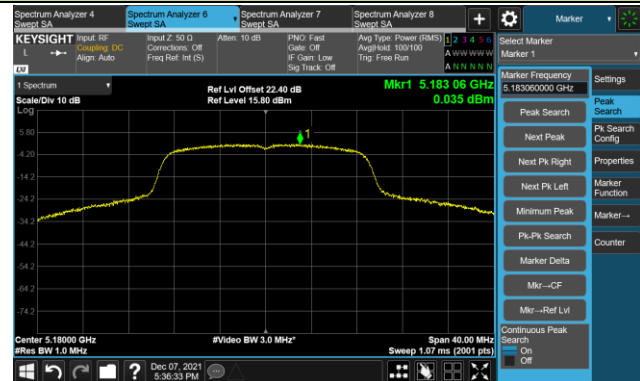 Spectrum Analyzer 4
Swept SA
Spectrum Analyzer 6
Swept SA
Spectrum Analyzer 7
Swept SA
Spectrum Analyzer 8
Swept SA
+
Marker
KEYSIGHT
L
LXI
Input: RF
Coupling: DC
Align: Auto
Input Z: 50 Ω
Corrections: Off
Freq Ref: Int (S)
Atten: 10 dB
PNO: Fast
Gate: Off
IF Gain: Low
Sig Track: Off
Avg Type: Power (RMS)
Avg|Hold: 100/100
Trig: Free Run
1 2 3 4 5 6
A W W W W W
A N N N N N
Select Marker
Marker 1
1 Spectrum
Scale/Div 10 dB
Log
Ref Lvl Offset 22.40 dB
Ref Level 15.80 dBm
Mkr1 5.183 06 GHz
0.035 dBm
1
5.80
-4.20
-14.2
-24.2
-34.2
-44.2
-54.2
-64.2
-74.2
Center 5.18000 GHz
#Res BW 1.0 MHz
#Video BW 3.0 MHz*
Span 40.00 MHz
Sweep 1.07 ms (2001 pts)
Marker Frequency
5.183060000 GHz
Peak Search
Next Peak
Next Pk Right
Next Pk Left
Minimum Peak
Pk-Pk Search
Marker Delta
Mkr→CF
Mkr→Ref Lvl
Continuous Peak
Search
On
Off
Settings
Peak
Search
Pk Search
Config
Properties
Marker
Function
Marker→
Counter
?
Dec 07, 2021
5:36:33 PM